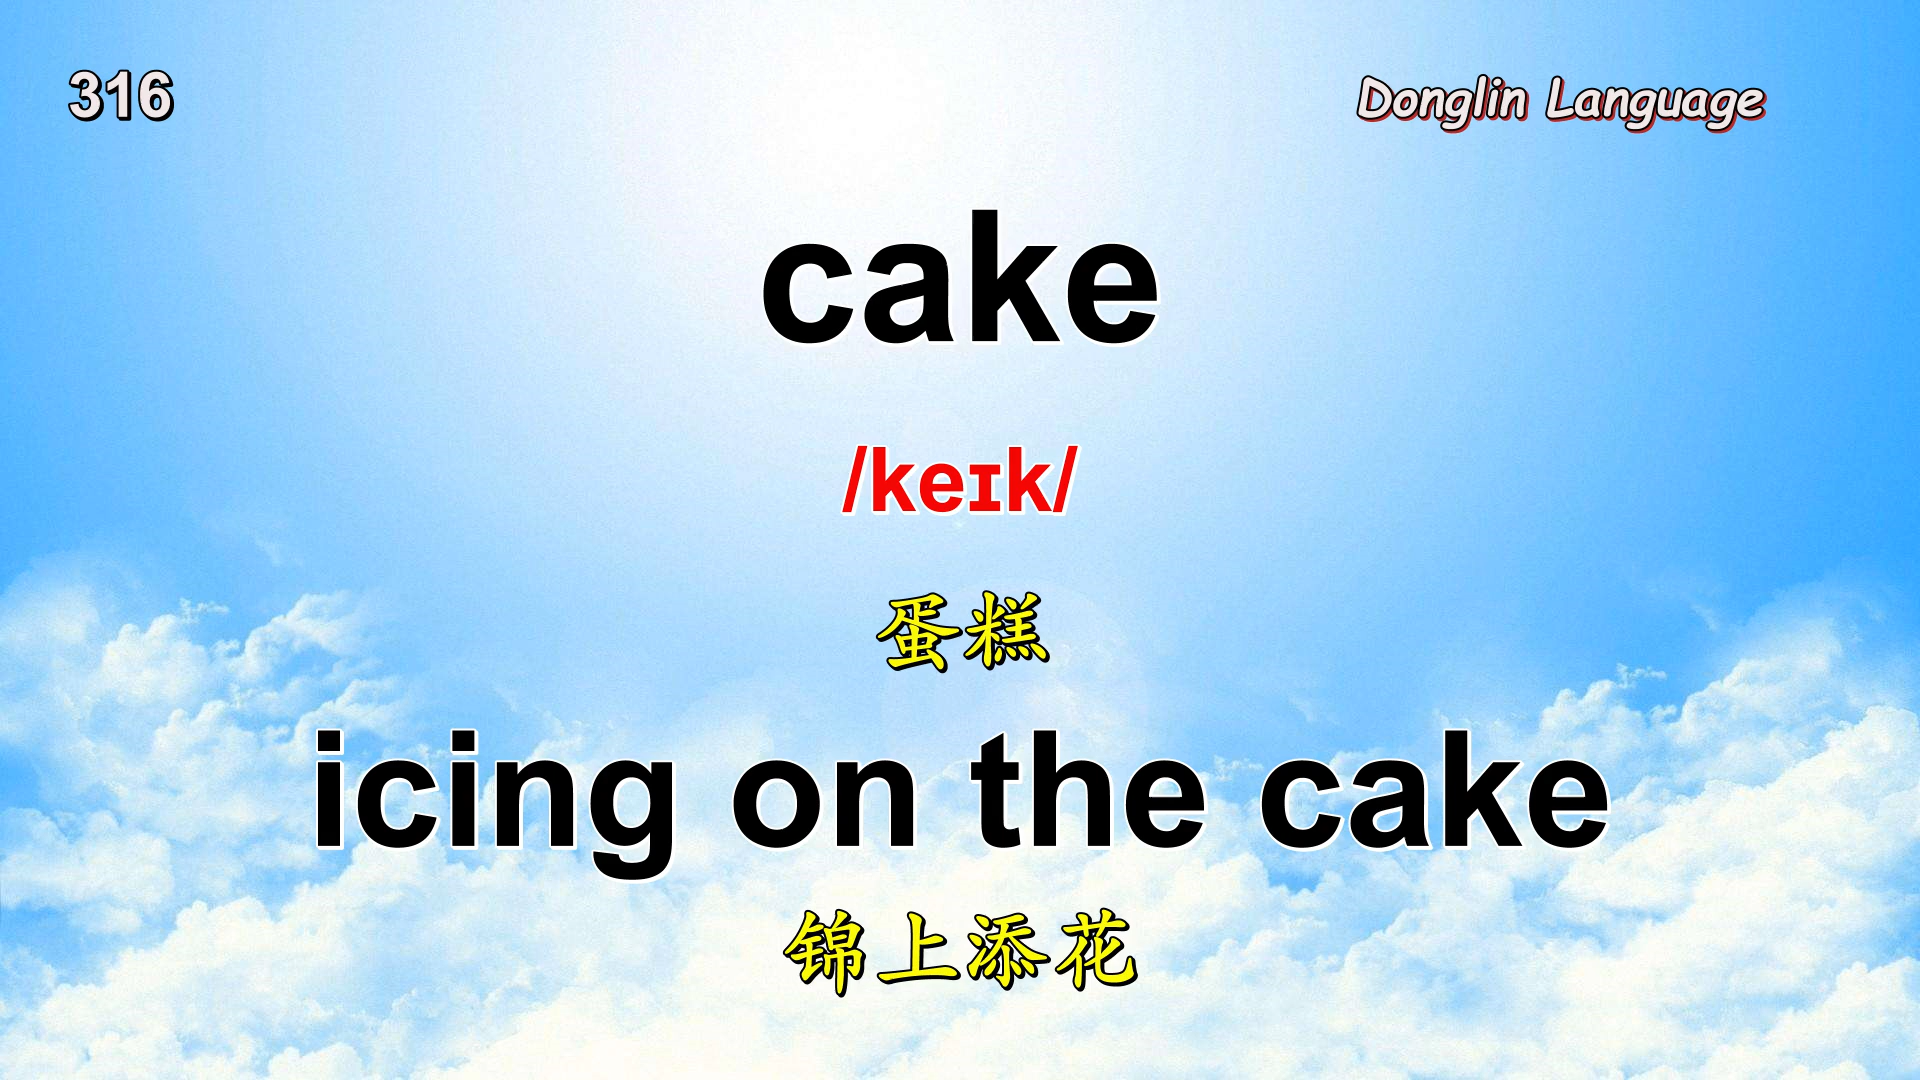 316
Donglin Language
cake
/keɪk/
蛋糕
icing on the cake
锦上添花